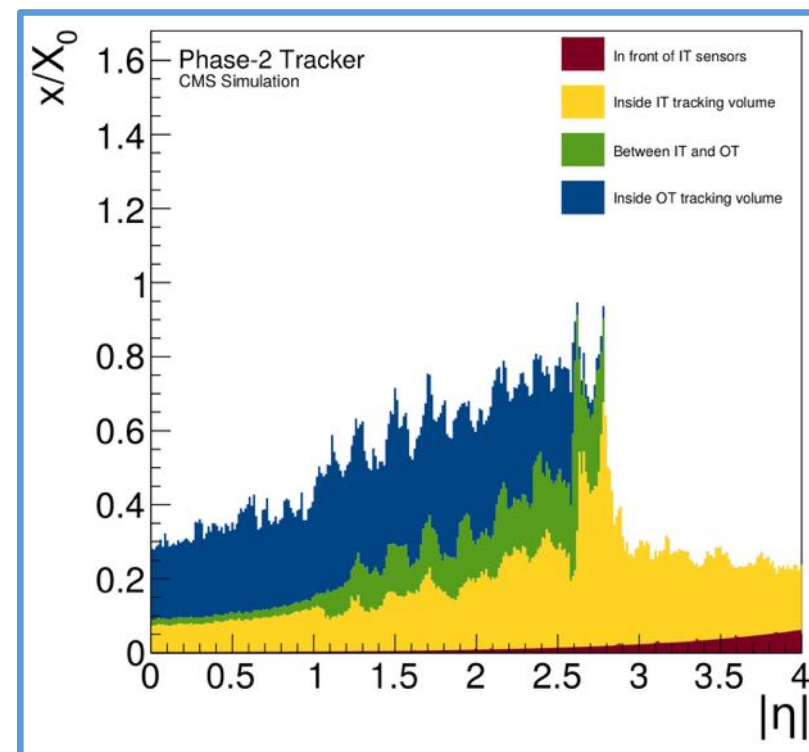 x/X₀
Phase-2 Tracker
CMS Simulation
In front of IT sensors
Inside IT tracking volume
Between IT and OT
Inside OT tracking volume
1.6
1.4
1.2
1
0.8
0.6
0.4
0.2
0
0 0.5 1 1.5 2 2.5 3 3.5 4
|η|